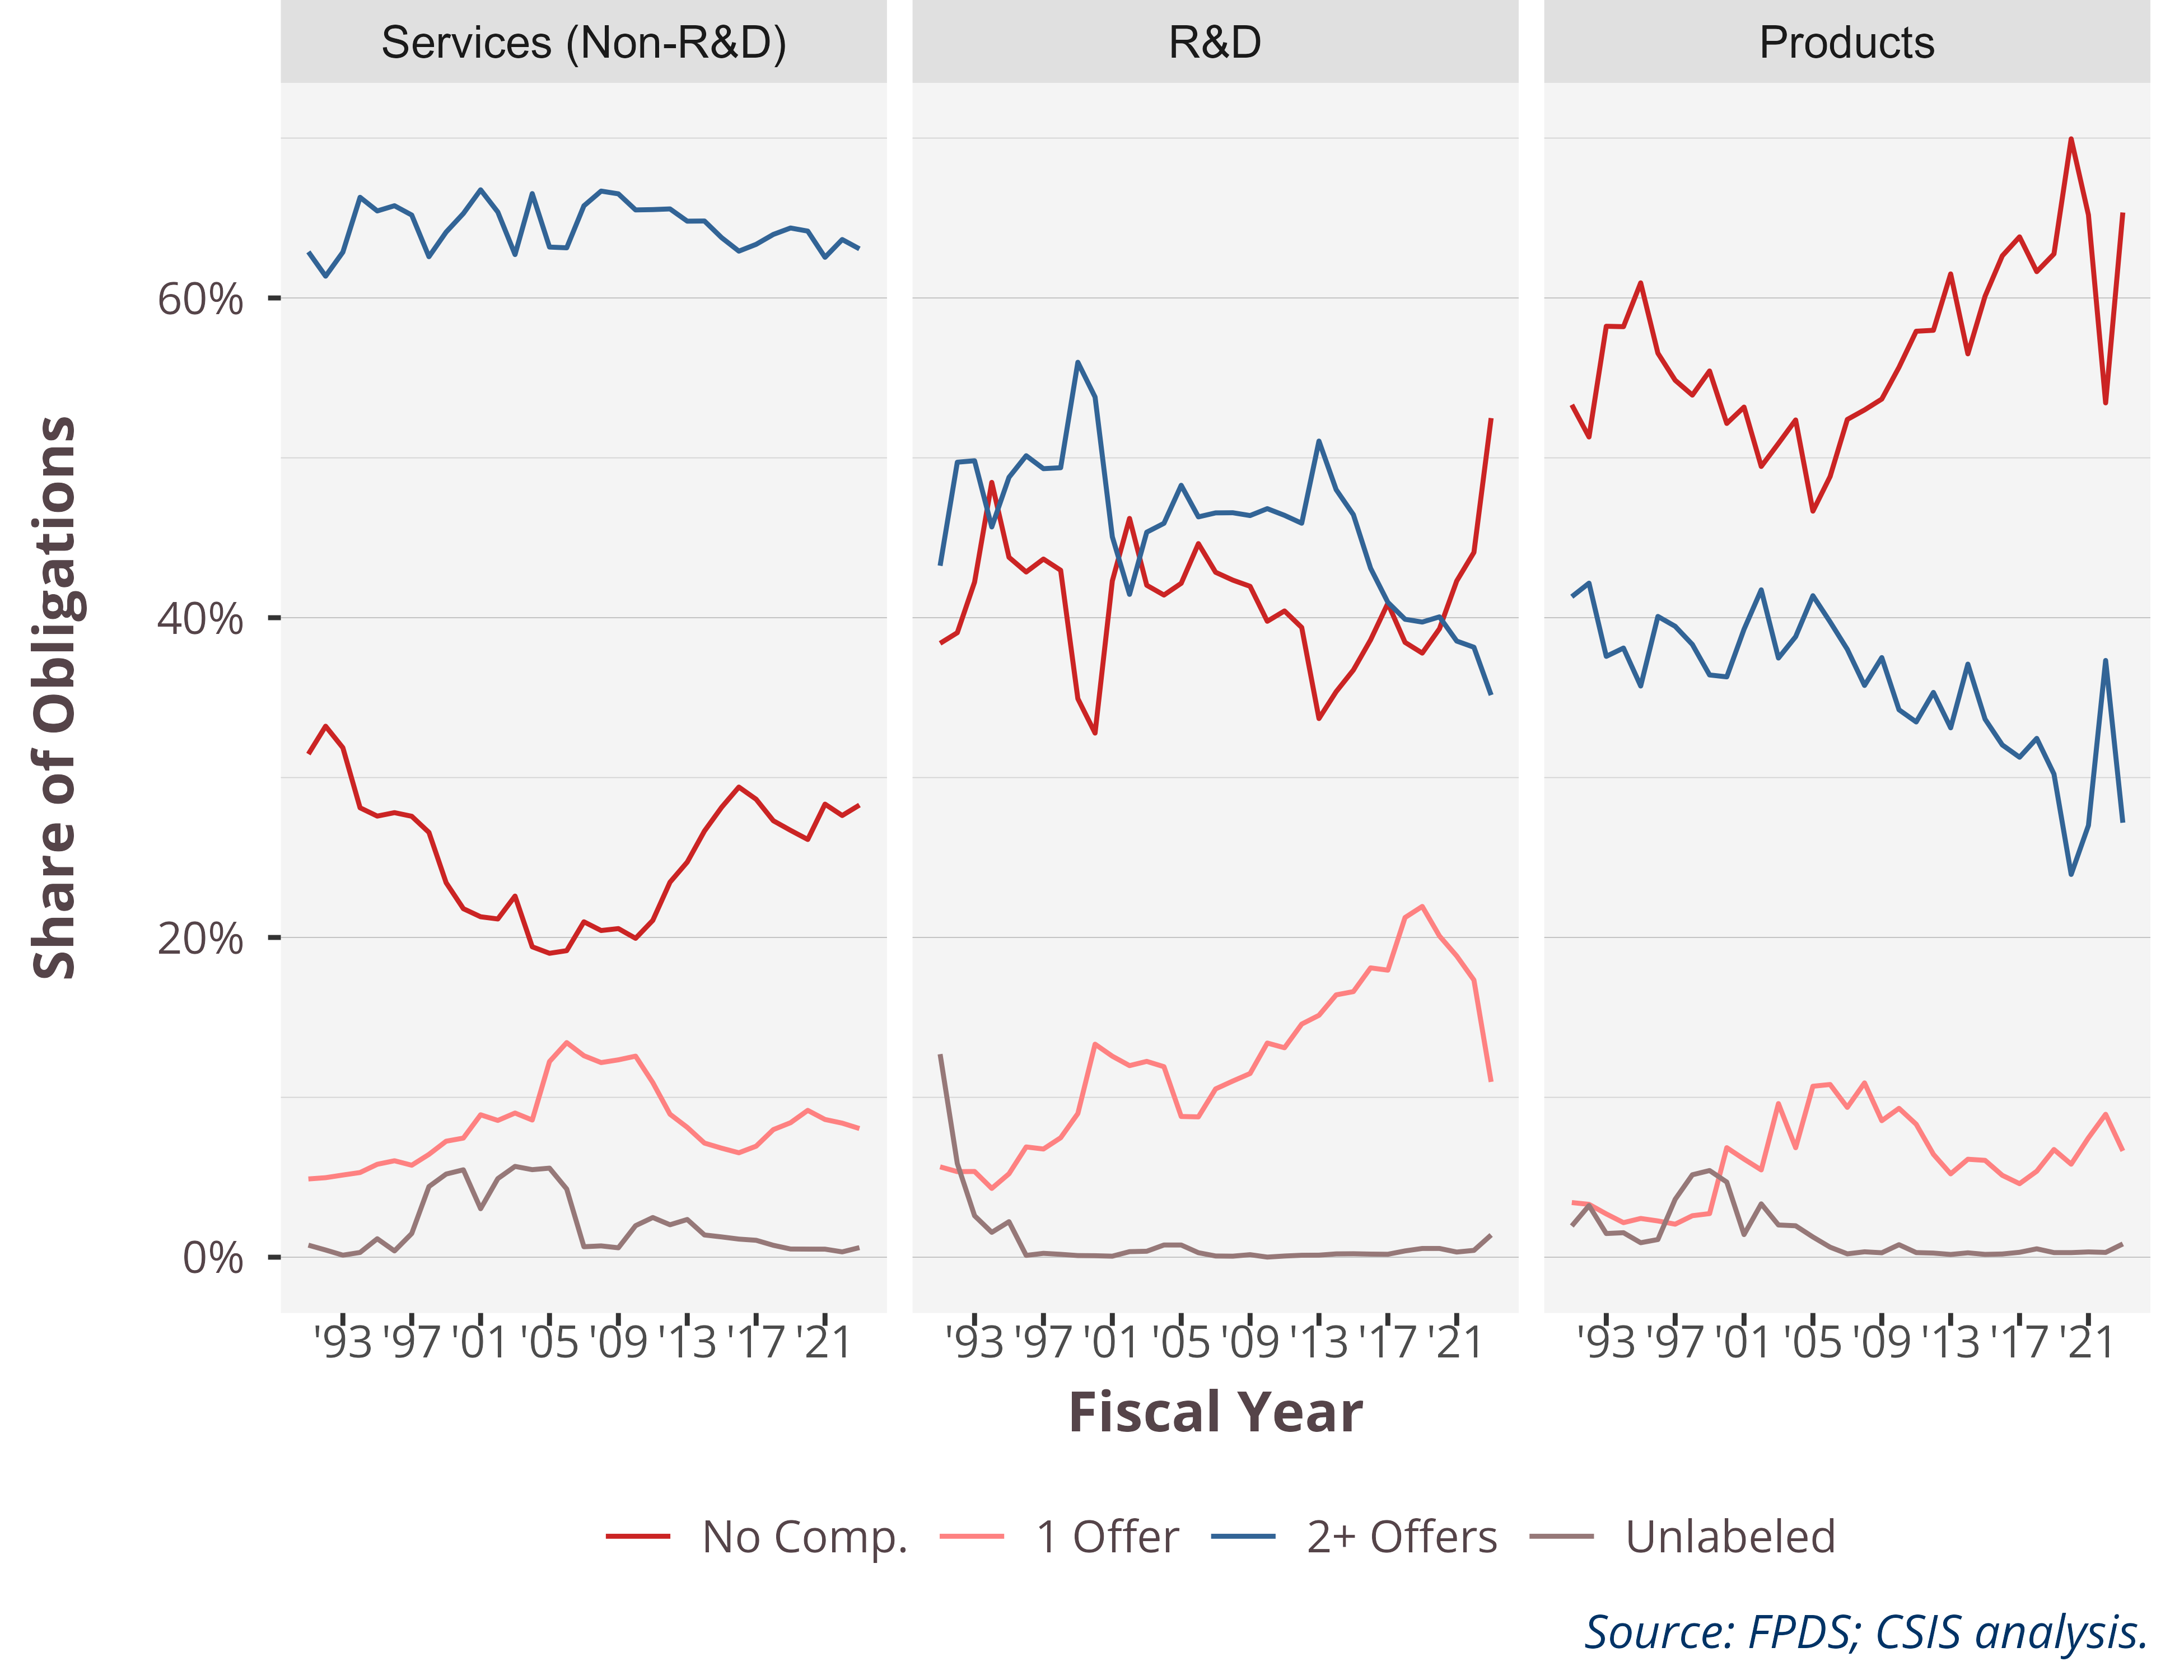 Services (Non-R&D) R&D Products
Share of Obligations
60%
40%
20%
0%
'93 '97 '01 '05 '09 '13 '17 '21 '93 '97 '01 '05 '09 '13 '17 '21 '93 '97 '01 '05 '09 '13 '17 '21
Fiscal Year
No Comp. 1 Offer 2+ Offers Unlabeled
Source: FPDS; CSIS analysis.